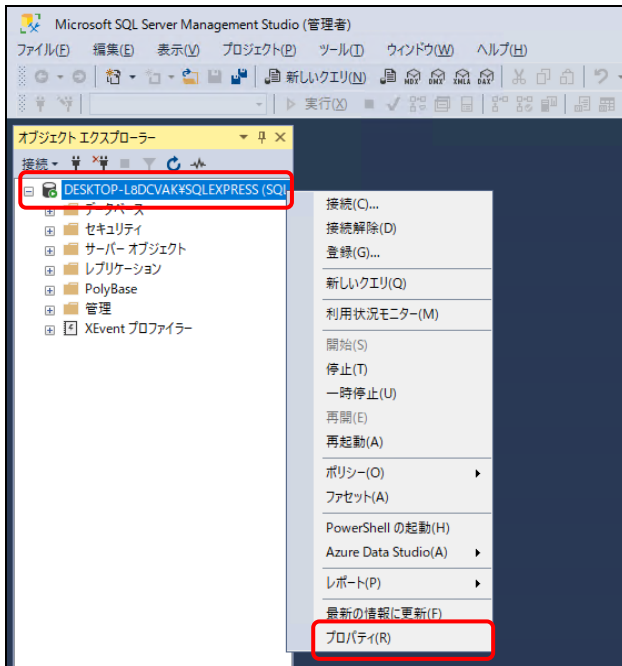 Microsoft SQL Server Management Studio (管理者)
ファイル(F) 編集(E) 表示(V) プロジェクト(P) ツール(T) ウィンドウ(W) ヘルプ(H)
新しいクエリ(N) MDX DMX XMLA DAX
実行(X)
オブジェクト エクスプローラー
接続
DESKTOP-L8DCVAK¥SQLEXPRESS (SQL
データベース
セキュリティ
サーバー オブジェクト
レプリケーション
PolyBase
管理
XEvent プロファイラー
接続(C)...
接続解除(D)
登録(G)...
新しいクエリ(Q)
利用状況モニター(M)
開始(S)
停止(T)
一時停止(U)
再開(E)
再起動(A)
ポリシー(O)
ファセット(A)
PowerShell の起動(H)
Azure Data Studio(A)
レポート(P)
最新の情報に更新(F)
プロパティ(R)